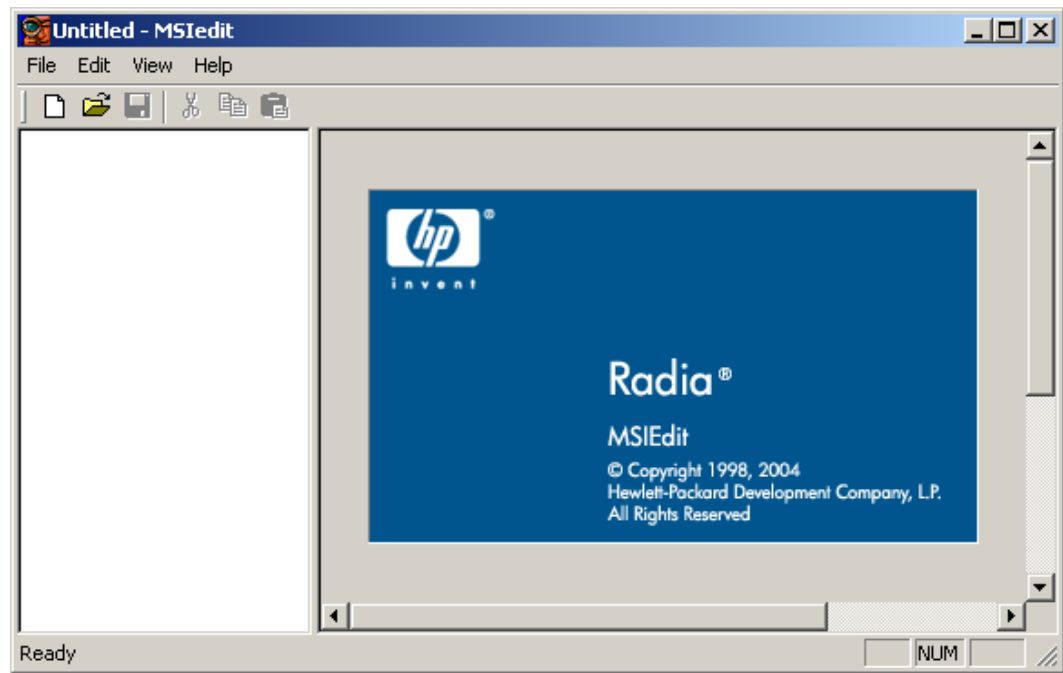 Untitled - MSIedit
File Edit View Help
hp®
invent
Radia®
MSIEdit
© Copyright 1998, 2004
Hewlett-Packard Development Company, L.P.
All Rights Reserved
Ready
NUM